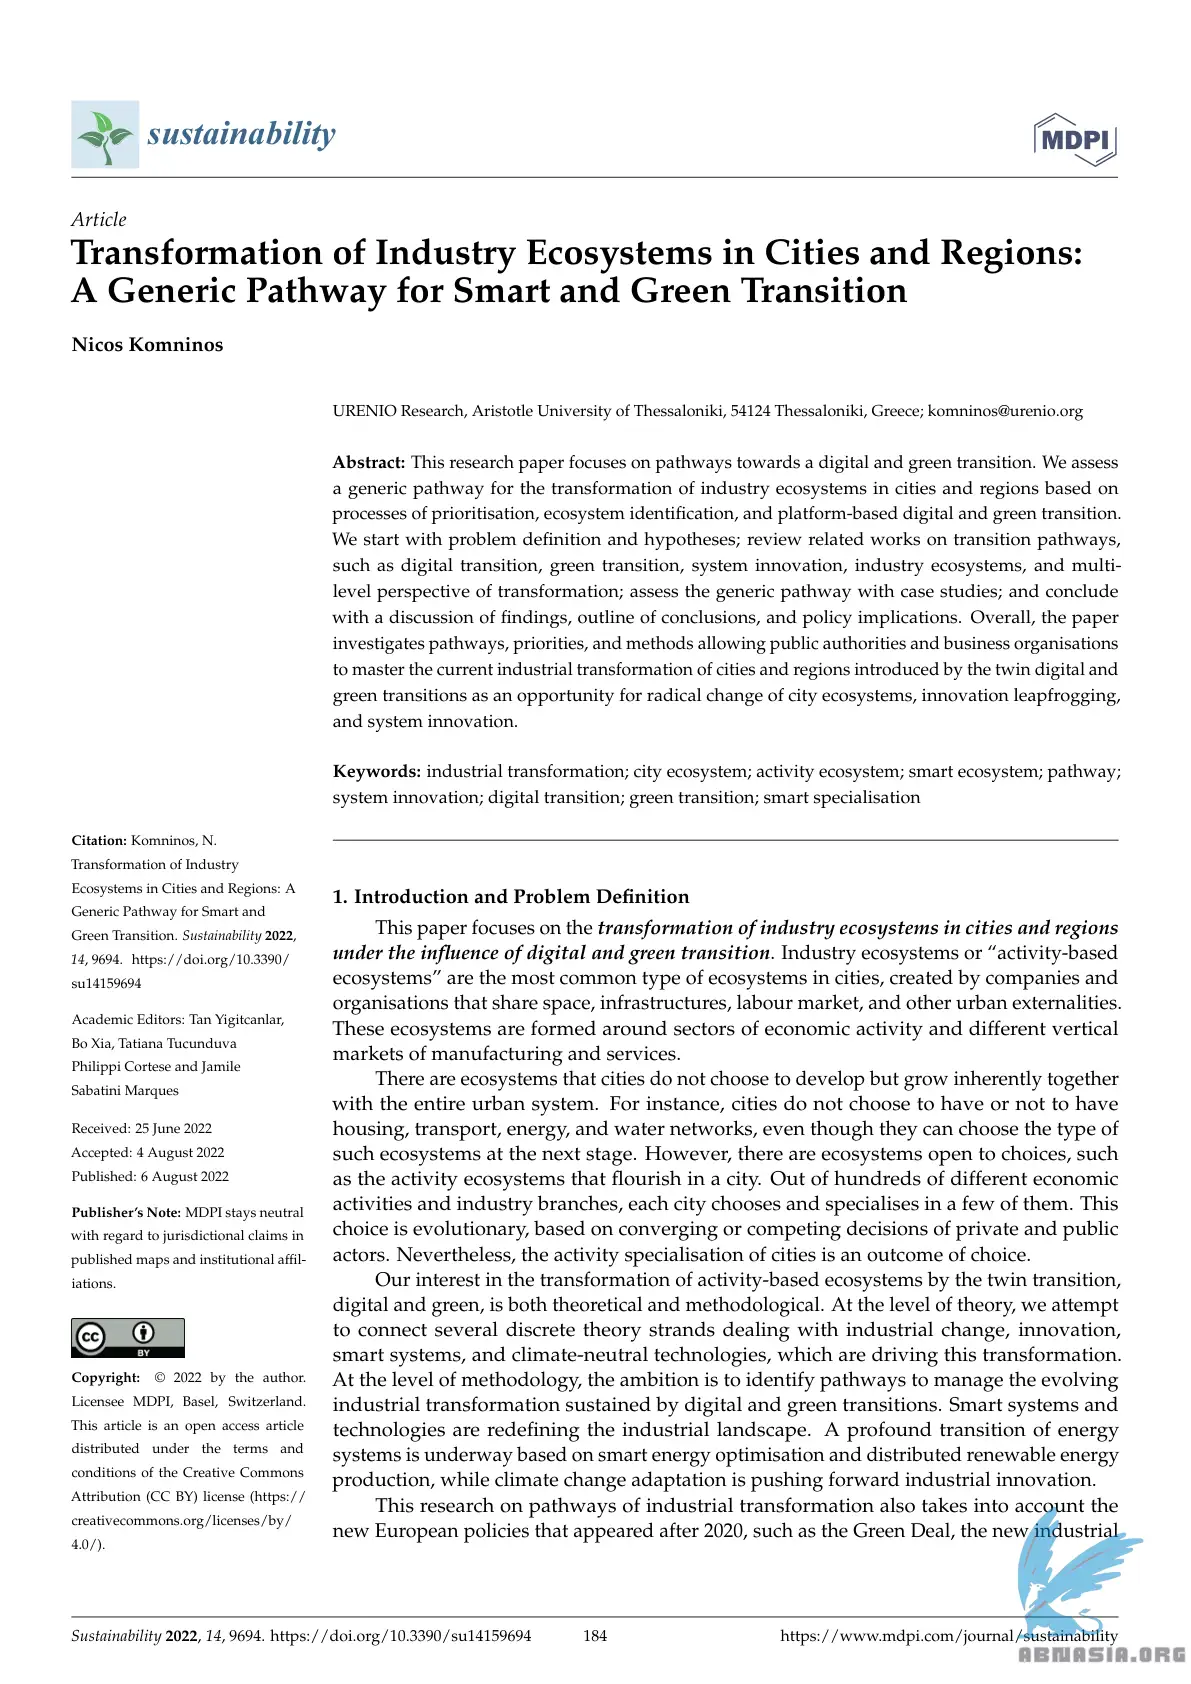 sustainability
MDPI
Article
Transformation of Industry Ecosystems in Cities and Regions:
A Generic Pathway for Smart and Green Transition
Nicos Komninos
URENIO Research, Aristotle University of Thessaloniki, 54124 Thessaloniki, Greece; komninos@urenio.org
Abstract: This research paper focuses on pathways towards a digital and green transition. We assess
a generic pathway for the transformation of industry ecosystems in cities and regions based on
processes of prioritisation, ecosystem identification, and platform-based digital and green transition.
We start with problem definition and hypotheses; review related works on transition pathways,
such as digital transition, green transition, system innovation, industry ecosystems, and multi-
level perspective of transformation; assess the generic pathway with case studies; and conclude
with a discussion of findings, outline of conclusions, and policy implications. Overall, the paper
investigates pathways, priorities, and methods allowing public authorities and business organisations
to master the current industrial transformation of cities and regions introduced by the twin digital and
green transitions as an opportunity for radical change of city ecosystems, innovation leapfrogging,
and system innovation.
Keywords: industrial transformation; city ecosystem; activity ecosystem; smart ecosystem; pathway;
system innovation; digital transition; green transition; smart specialisation
Citation: Komninos, N.
Transformation of Industry
Ecosystems in Cities and Regions: A
Generic Pathway for Smart and
Green Transition. Sustainability 2022,
14, 9694. https://doi.org/10.3390/
su14159694
Academic Editors: Tan Yigitcanlar,
Bo Xia, Tatiana Tucunduva
Philippi Cortese and Jamile
Sabatini Marques
Received: 25 June 2022
Accepted: 4 August 2022
Published: 6 August 2022
Publisher's Note: MDPI stays neutral
with regard to jurisdictional claims in
published maps and institutional affil-
iations.
CC BY
Copyright: © 2022 by the author.
Licensee MDPI, Basel, Switzerland.
This article is an open access article
distributed under the terms and
conditions of the Creative Commons
Attribution (CC BY) license (https://
creativecommons.org/licenses/by/
4.0/).
1. Introduction and Problem Definition
This paper focuses on the transformation of industry ecosystems in cities and regions
under the influence of digital and green transition. Industry ecosystems or “activity-based
ecosystems” are the most common type of ecosystems in cities, created by companies and
organisations that share space, infrastructures, labour market, and other urban externalities.
These ecosystems are formed around sectors of economic activity and different vertical
markets of manufacturing and services.
There are ecosystems that cities do not choose to develop but grow inherently together
with the entire urban system. For instance, cities do not choose to have or not to have
housing, transport, energy, and water networks, even though they can choose the type of
such ecosystems at the next stage. However, there are ecosystems open to choices, such
as the activity ecosystems that flourish in a city. Out of hundreds of different economic
activities and industry branches, each city chooses and specialises in a few of them. This
choice is evolutionary, based on converging or competing decisions of private and public
actors. Nevertheless, the activity specialisation of cities is an outcome of choice.
Our interest in the transformation of activity-based ecosystems by the twin transition,
digital and green, is both theoretical and methodological. At the level of theory, we attempt
to connect several discrete theory strands dealing with industrial change, innovation,
smart systems, and climate-neutral technologies, which are driving this transformation.
At the level of methodology, the ambition is to identify pathways to manage the evolving
industrial transformation sustained by digital and green transitions. Smart systems and
technologies are redefining the industrial landscape. A profound transition of energy
systems is underway based on smart energy optimisation and distributed renewable energy
production, while climate change adaptation is pushing forward industrial innovation.
This research on pathways of industrial transformation also takes into account the
new European policies that appeared after 2020, such as the Green Deal, the new industrial
Sustainability 2022, 14, 9694. https://doi.org/10.3390/su14159694
184
https://www.mdpi.com/journal/sustainability
ABNASIA.ORG